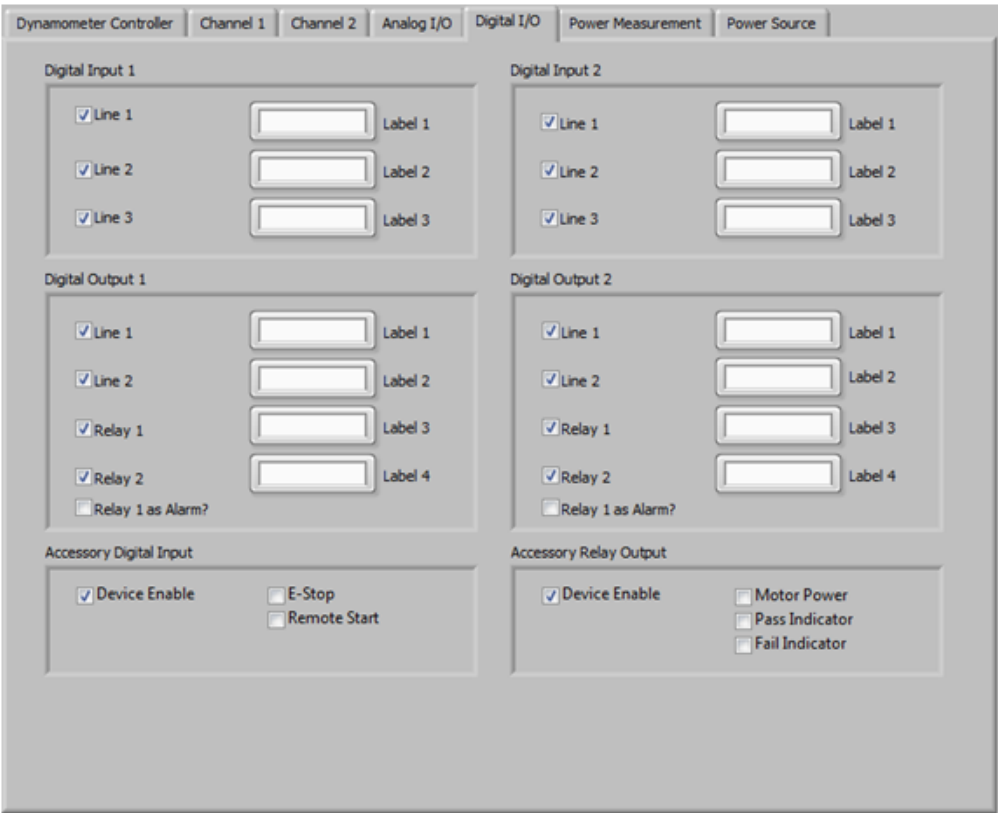 Dynamometer Controller Channel 1 Channel 2 Analog I/O Digital I/O Power Measurement Power Source
Digital Input 1
Line 1 Label 1
Line 2 Label 2
Line 3 Label 3
Digital Input 2
Line 1 Label 1
Line 2 Label 2
Line 3 Label 3
Digital Output 1
Line 1 Label 1
Line 2 Label 2
Relay 1 Label 3
Relay 2 Label 4
Relay 1 as Alarm?
Digital Output 2
Line 1 Label 1
Line 2 Label 2
Relay 1 Label 3
Relay 2 Label 4
Relay 1 as Alarm?
Accessory Digital Input
Device Enable E-Stop
Remote Start
Accessory Relay Output
Device Enable Motor Power
Pass Indicator
Fail Indicator